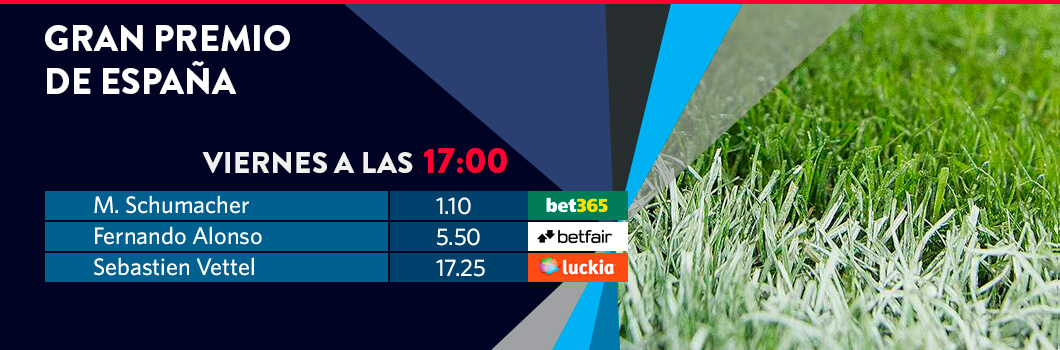 GRAN PREMIO
DE ESPAÑA
VIERNES A LAS 17:00
M. Schumacher 1.10 bet365
Fernando Alonso 5.50 betfair
Sebastien Vettel 17.25 luckia